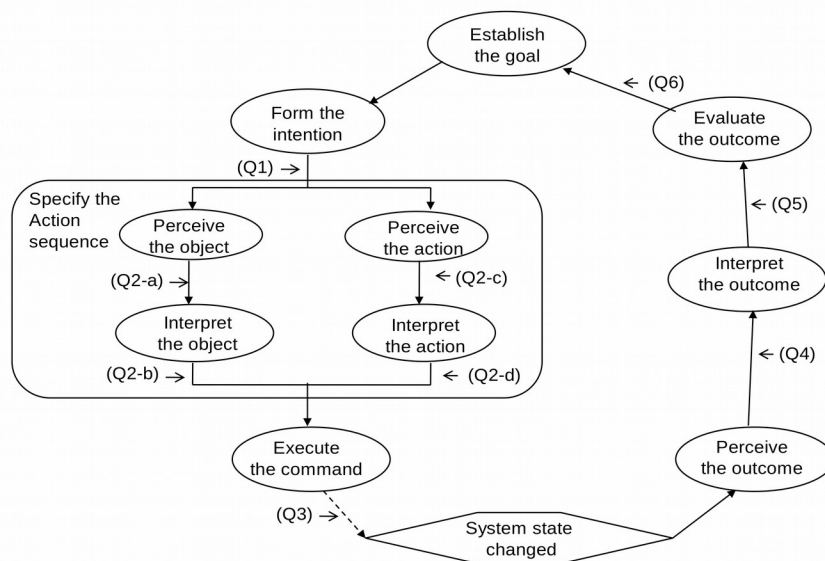 Establish
the goal
(Q6)
Form the
intention
Evaluate
the outcome
(Q1)
Specify the
Action
sequence
Perceive
the object
Perceive
the action
(Q5)
(Q2-a)
(Q2-c)
Interpret
the outcome
Interpret
the object
Interpret
the action
(Q2-b)
(Q2-d)
(Q4)
Execute
the command
Perceive
the outcome
(Q3)
System state
changed